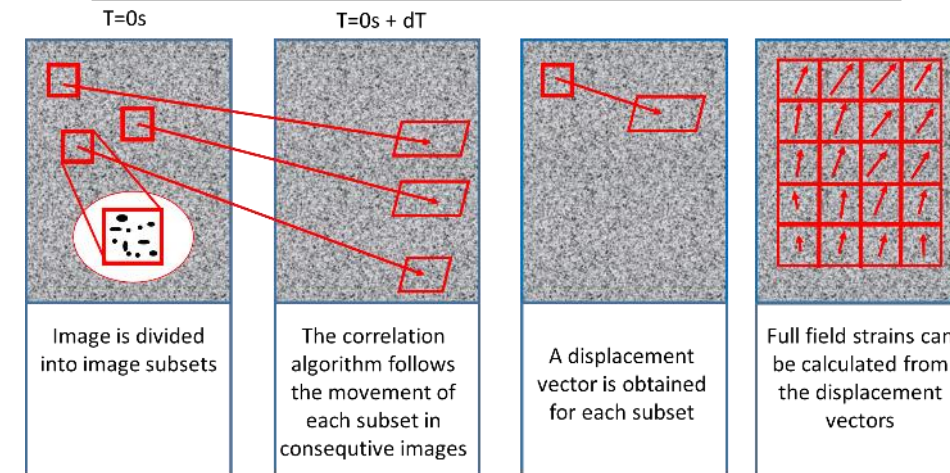 T=0s
T=0s + dT
Image is divided
into image subsets
The correlation
algorithm follows
the movement of
each subset in
consequtive images
A displacement
vector is obtained
for each subset
Full field strains can
be calculated from
the displacement
vectors